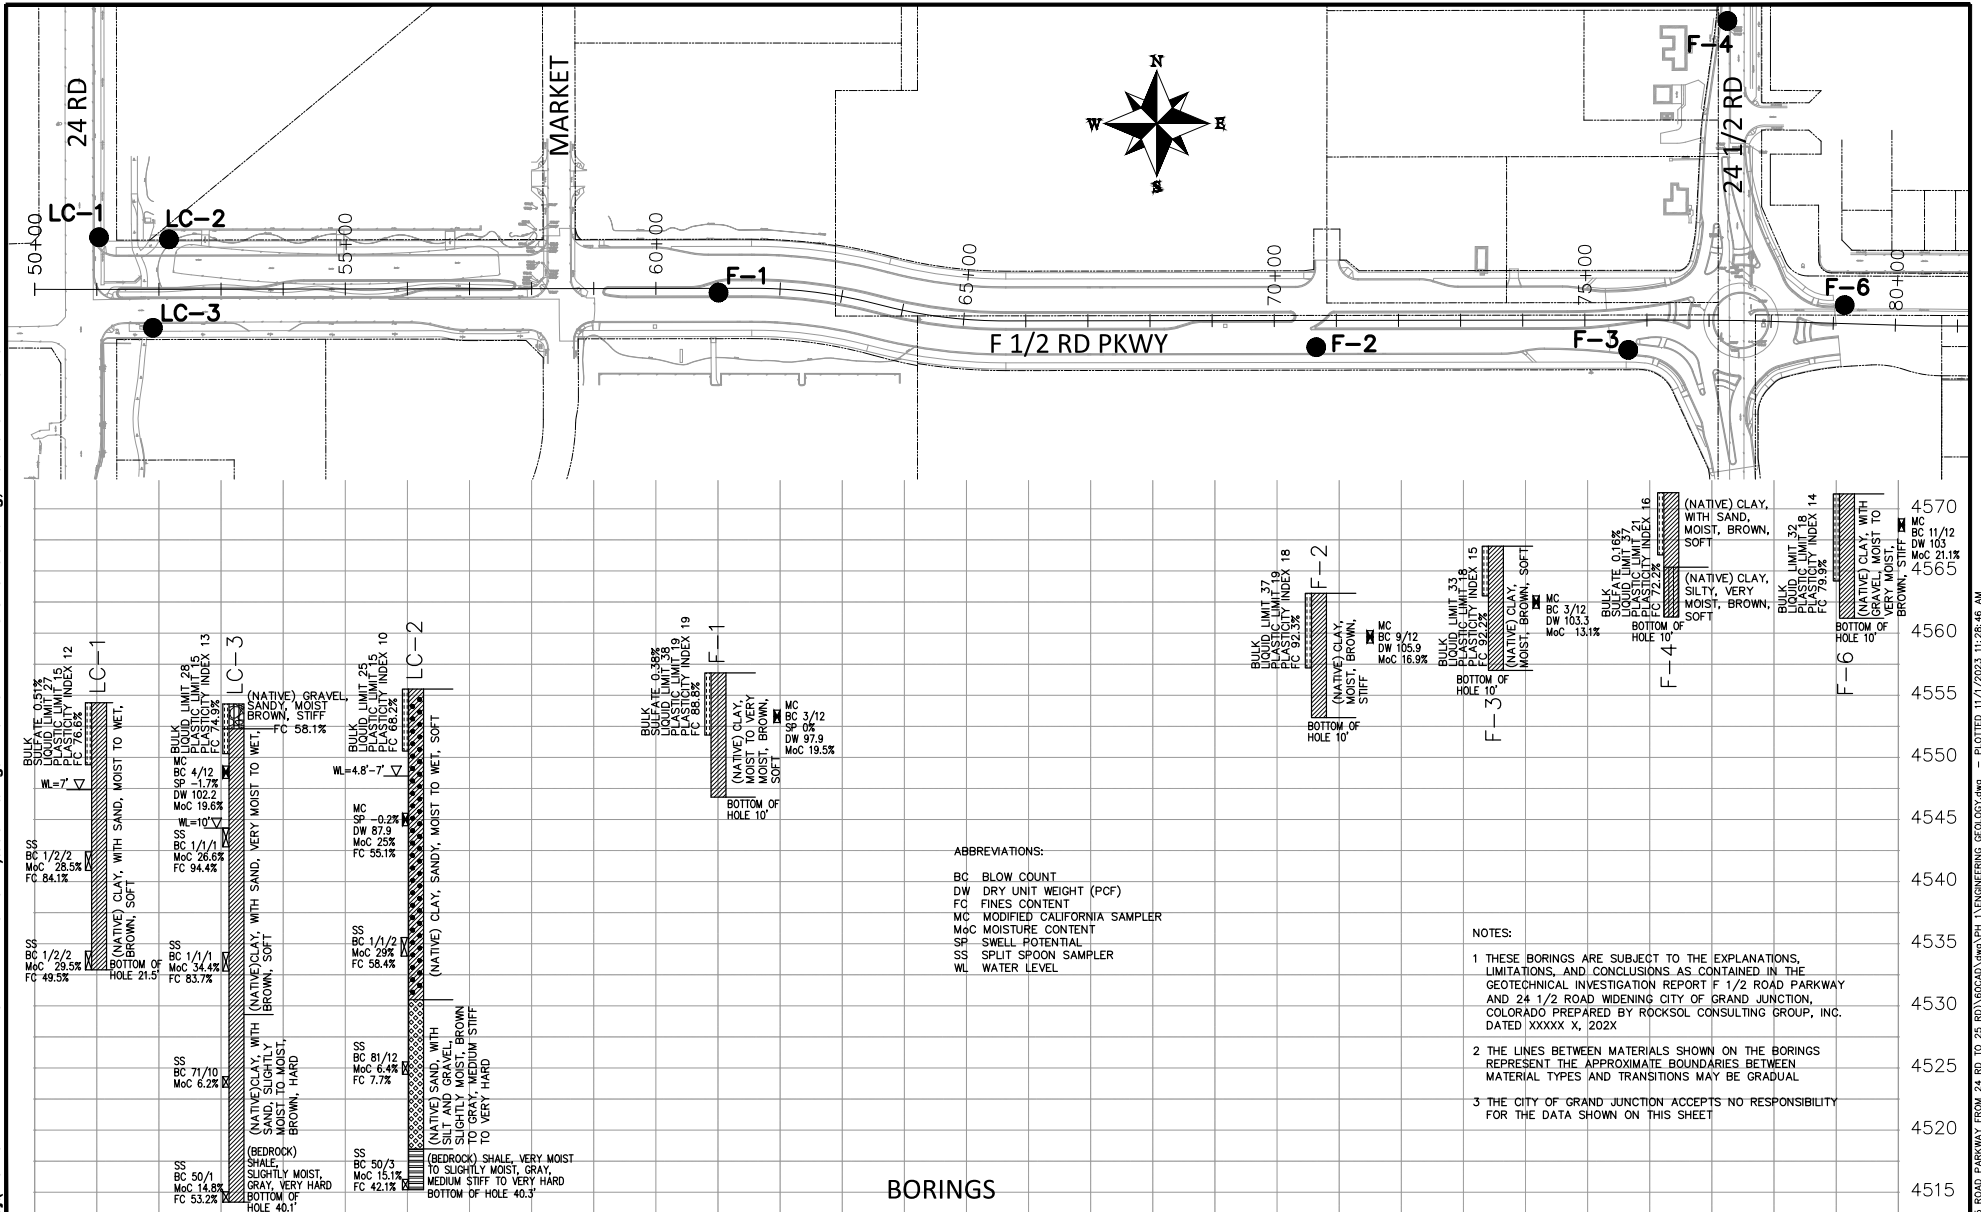 24 RD
MARKET
N
W
E
S
F-4
24 1/2 RD
LC-1
LC-2
50+00
55+00
60+00
65+00
70+00
75+00
80+00
F-1
F-6
LC-3
F 1/2 RD PKWY
F-2
F-3
4570
4565
4560
4555
4550
4545
4540
4535
4530
4525
4520
4515
LC-1
BULK
SULFATE 0.51%
LIQUID LIMIT 27
PLASTIC LIMIT 15
PLASTICITY INDEX 12
FC 76.6%
WL=7'
SS
BC 1/2/2
MoC 28.5%
FC 84.1%
SS
BC 1/2/2
MoC 29.5%
FC 49.5%
(NATIVE) CLAY, WITH SAND, MOIST TO WET,
BROWN, SOFT
BOTTOM OF
HOLE 21.5'
LC-3
BULK
LIQUID LIMIT 28
PLASTIC LIMIT 15
PLASTICITY INDEX 13
FC 74.9%
MC
BC 4/12
SP -1.7%
DW 102.2
MoC 19.6%
WL=10'
SS
BC 1/1/1
MoC 26.6%
FC 94.4%
SS
BC 1/1/1
MoC 34.4%
FC 83.7%
SS
BC 71/10
MoC 6.2%
SS
BC 50/1
MoC 14.8%
FC 53.2%
(NATIVE) GRAVEL,
SANDY, MOIST
BROWN, STIFF
FC 58.1%
(NATIVE)CLAY, WITH SAND, VERY MOIST TO WET,
BROWN, SOFT
(NATIVE)CLAY, WITH
SAND, SLIGHTLY
MOIST TO MOIST,
BROWN, HARD
(BEDROCK)
SHALE,
SLIGHTLY MOIST,
GRAY, VERY HARD
BOTTOM OF
HOLE 40.1'
LC-2
BULK
LIQUID LIMIT 25
PLASTIC LIMIT 15
PLASTICITY INDEX 10
FC 68.2%
WL=4.8'-7'
MC
SP -0.2%
DW 87.9
MoC 25%
FC 55.1%
SS
BC 1/1/2
MoC 29%
FC 58.4%
SS
BC 81/12
MoC 6.4%
FC 7.7%
SS
BC 50/3
MoC 15.1%
FC 42.1%
(NATIVE) CLAY, SANDY, MOIST TO WET, SOFT
(NATIVE) SAND, WITH
SILT AND GRAVEL,
SLIGHTLY MOIST, BROWN
TO GRAY, MEDIUM STIFF
TO VERY HARD
(BEDROCK) SHALE, VERY MOIST
TO SLIGHTLY MOIST, GRAY,
MEDIUM STIFF TO VERY HARD
BOTTOM OF HOLE 40.3'
F-1
BULK
SULFATE 0.38%
LIQUID LIMIT 38
PLASTIC LIMIT 19
PLASTICITY INDEX 19
FC 88.8%
(NATIVE) CLAY,
MOIST TO VERY
MOIST, BROWN,
SOFT
MC
BC 3/12
SP 0%
DW 97.9
MoC 19.5%
BOTTOM OF
HOLE 10'
F-2
BULK
LIQUID LIMIT 37
PLASTIC LIMIT 19
PLASTICITY INDEX 18
FC 92.3%
(NATIVE) CLAY,
MOIST, BROWN,
STIFF
MC
BC 9/12
DW 105.9
MoC 16.9%
BOTTOM OF
HOLE 10'
BULK
LIQUID LIMIT 33
PLASTIC LIMIT 18
PLASTICITY INDEX 15
FC 92.2%
(NATIVE) CLAY,
MOIST, BROWN, SOFT
MC
BC 3/12
DW 103.3
MoC 13.1%
BOTTOM OF
HOLE 10'
F-3
BULK
SULFATE 0.16%
LIQUID LIMIT 37
PLASTIC LIMIT 21
PLASTICITY INDEX 16
FC 72.2%
(NATIVE) CLAY,
WITH SAND,
MOIST, BROWN,
SOFT
(NATIVE) CLAY,
SILTY, VERY
MOIST, BROWN,
SOFT
BOTTOM OF
HOLE 10'
F-4
BULK
LIQUID LIMIT 32
PLASTIC LIMIT 18
PLASTICITY INDEX 14
FC 79.9%
(NATIVE) CLAY, WITH
GRAVEL, MOIST TO
VERY MOIST,
BROWN, STIFF
MC
BC 11/12
DW 103
MoC 21.1%
BOTTOM OF
HOLE 10'
F-6
ABBREVIATIONS:
BC BLOW COUNT
DW DRY UNIT WEIGHT (PCF)
FC FINES CONTENT
MC MODIFIED CALIFORNIA SAMPLER
MoC MOISTURE CONTENT
SP SWELL POTENTIAL
SS SPLIT SPOON SAMPLER
WL WATER LEVEL
NOTES:
1 THESE BORINGS ARE SUBJECT TO THE EXPLANATIONS,
LIMITATIONS, AND CONCLUSIONS AS CONTAINED IN THE
GEOTECHNICAL INVESTIGATION REPORT F 1/2 ROAD PARKWAY
AND 24 1/2 ROAD WIDENING CITY OF GRAND JUNCTION,
COLORADO PREPARED BY ROCKSOL CONSULTING GROUP, INC.
DATED XXXXX X, 202X
2 THE LINES BETWEEN MATERIALS SHOWN ON THE BORINGS
REPRESENT THE APPROXIMATE BOUNDARIES BETWEEN
MATERIAL TYPES AND TRANSITIONS MAY BE GRADUAL
3 THE CITY OF GRAND JUNCTION ACCEPTS NO RESPONSIBILITY
FOR THE DATA SHOWN ON THIS SHEET
BORINGS
ROAD PARKWAY FROM 24 RD TO 25 RD\60CAD\dwg\PH 1\ENGINEERING GEOLOGY.dwg - PLOTTED 11/1/2023 11:28:46 AM